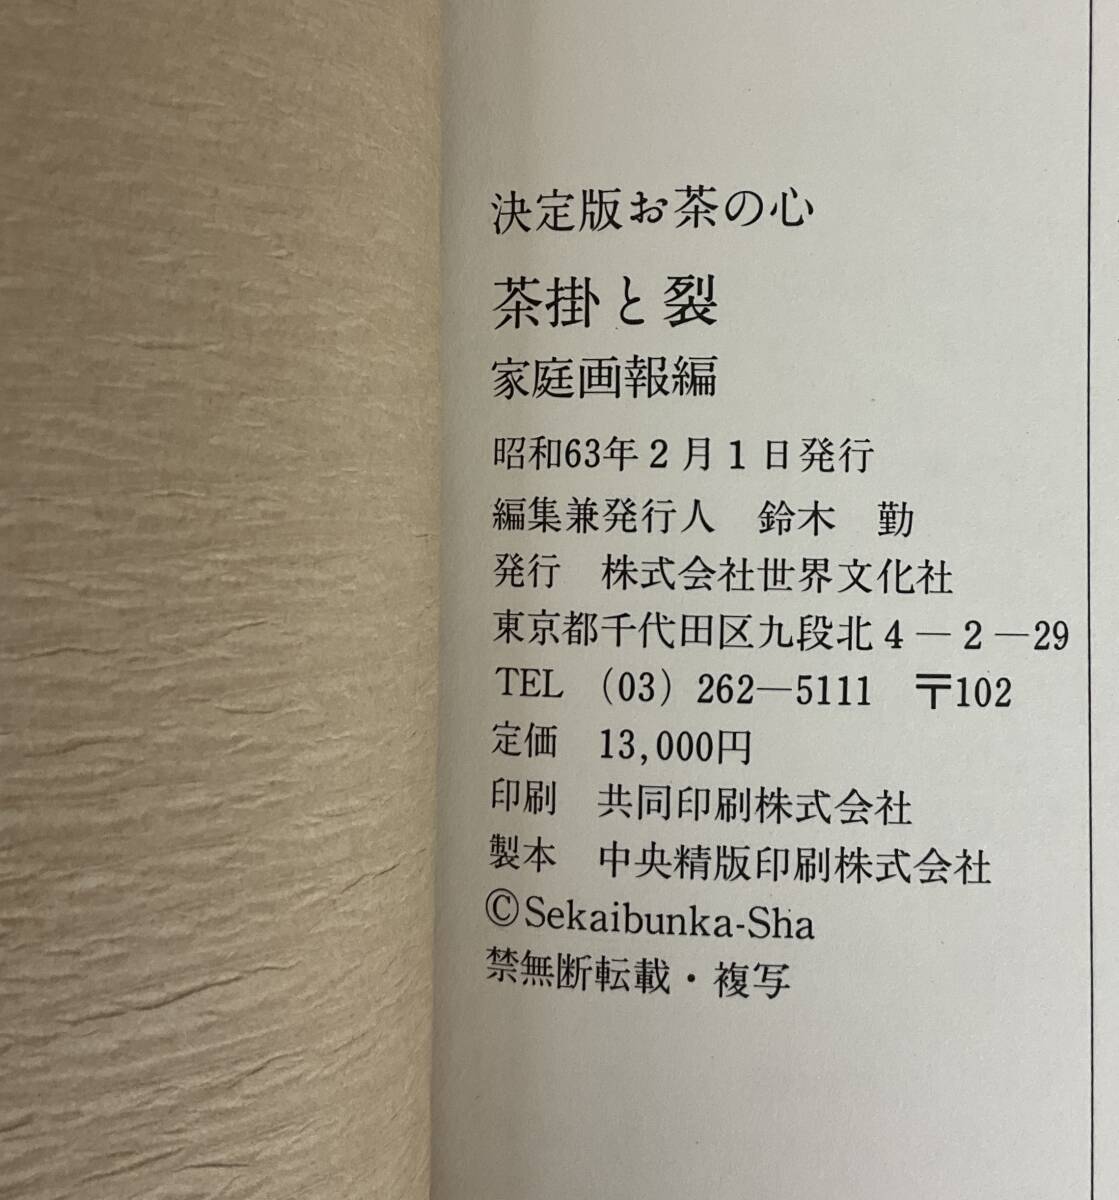 決定版お茶の心
茶掛と裂
家庭画報編
昭和63年2月1日発行
編集兼発行人　鈴木　勤
発行　株式会社世界文化社
東京都千代田区九段北4－2－29
TEL　(03) 262－5111　〒102
定価　13,000円
印刷　共同印刷株式会社
製本　中央精版印刷株式会社
©Sekaibunka-Sha
禁無断転載・複写